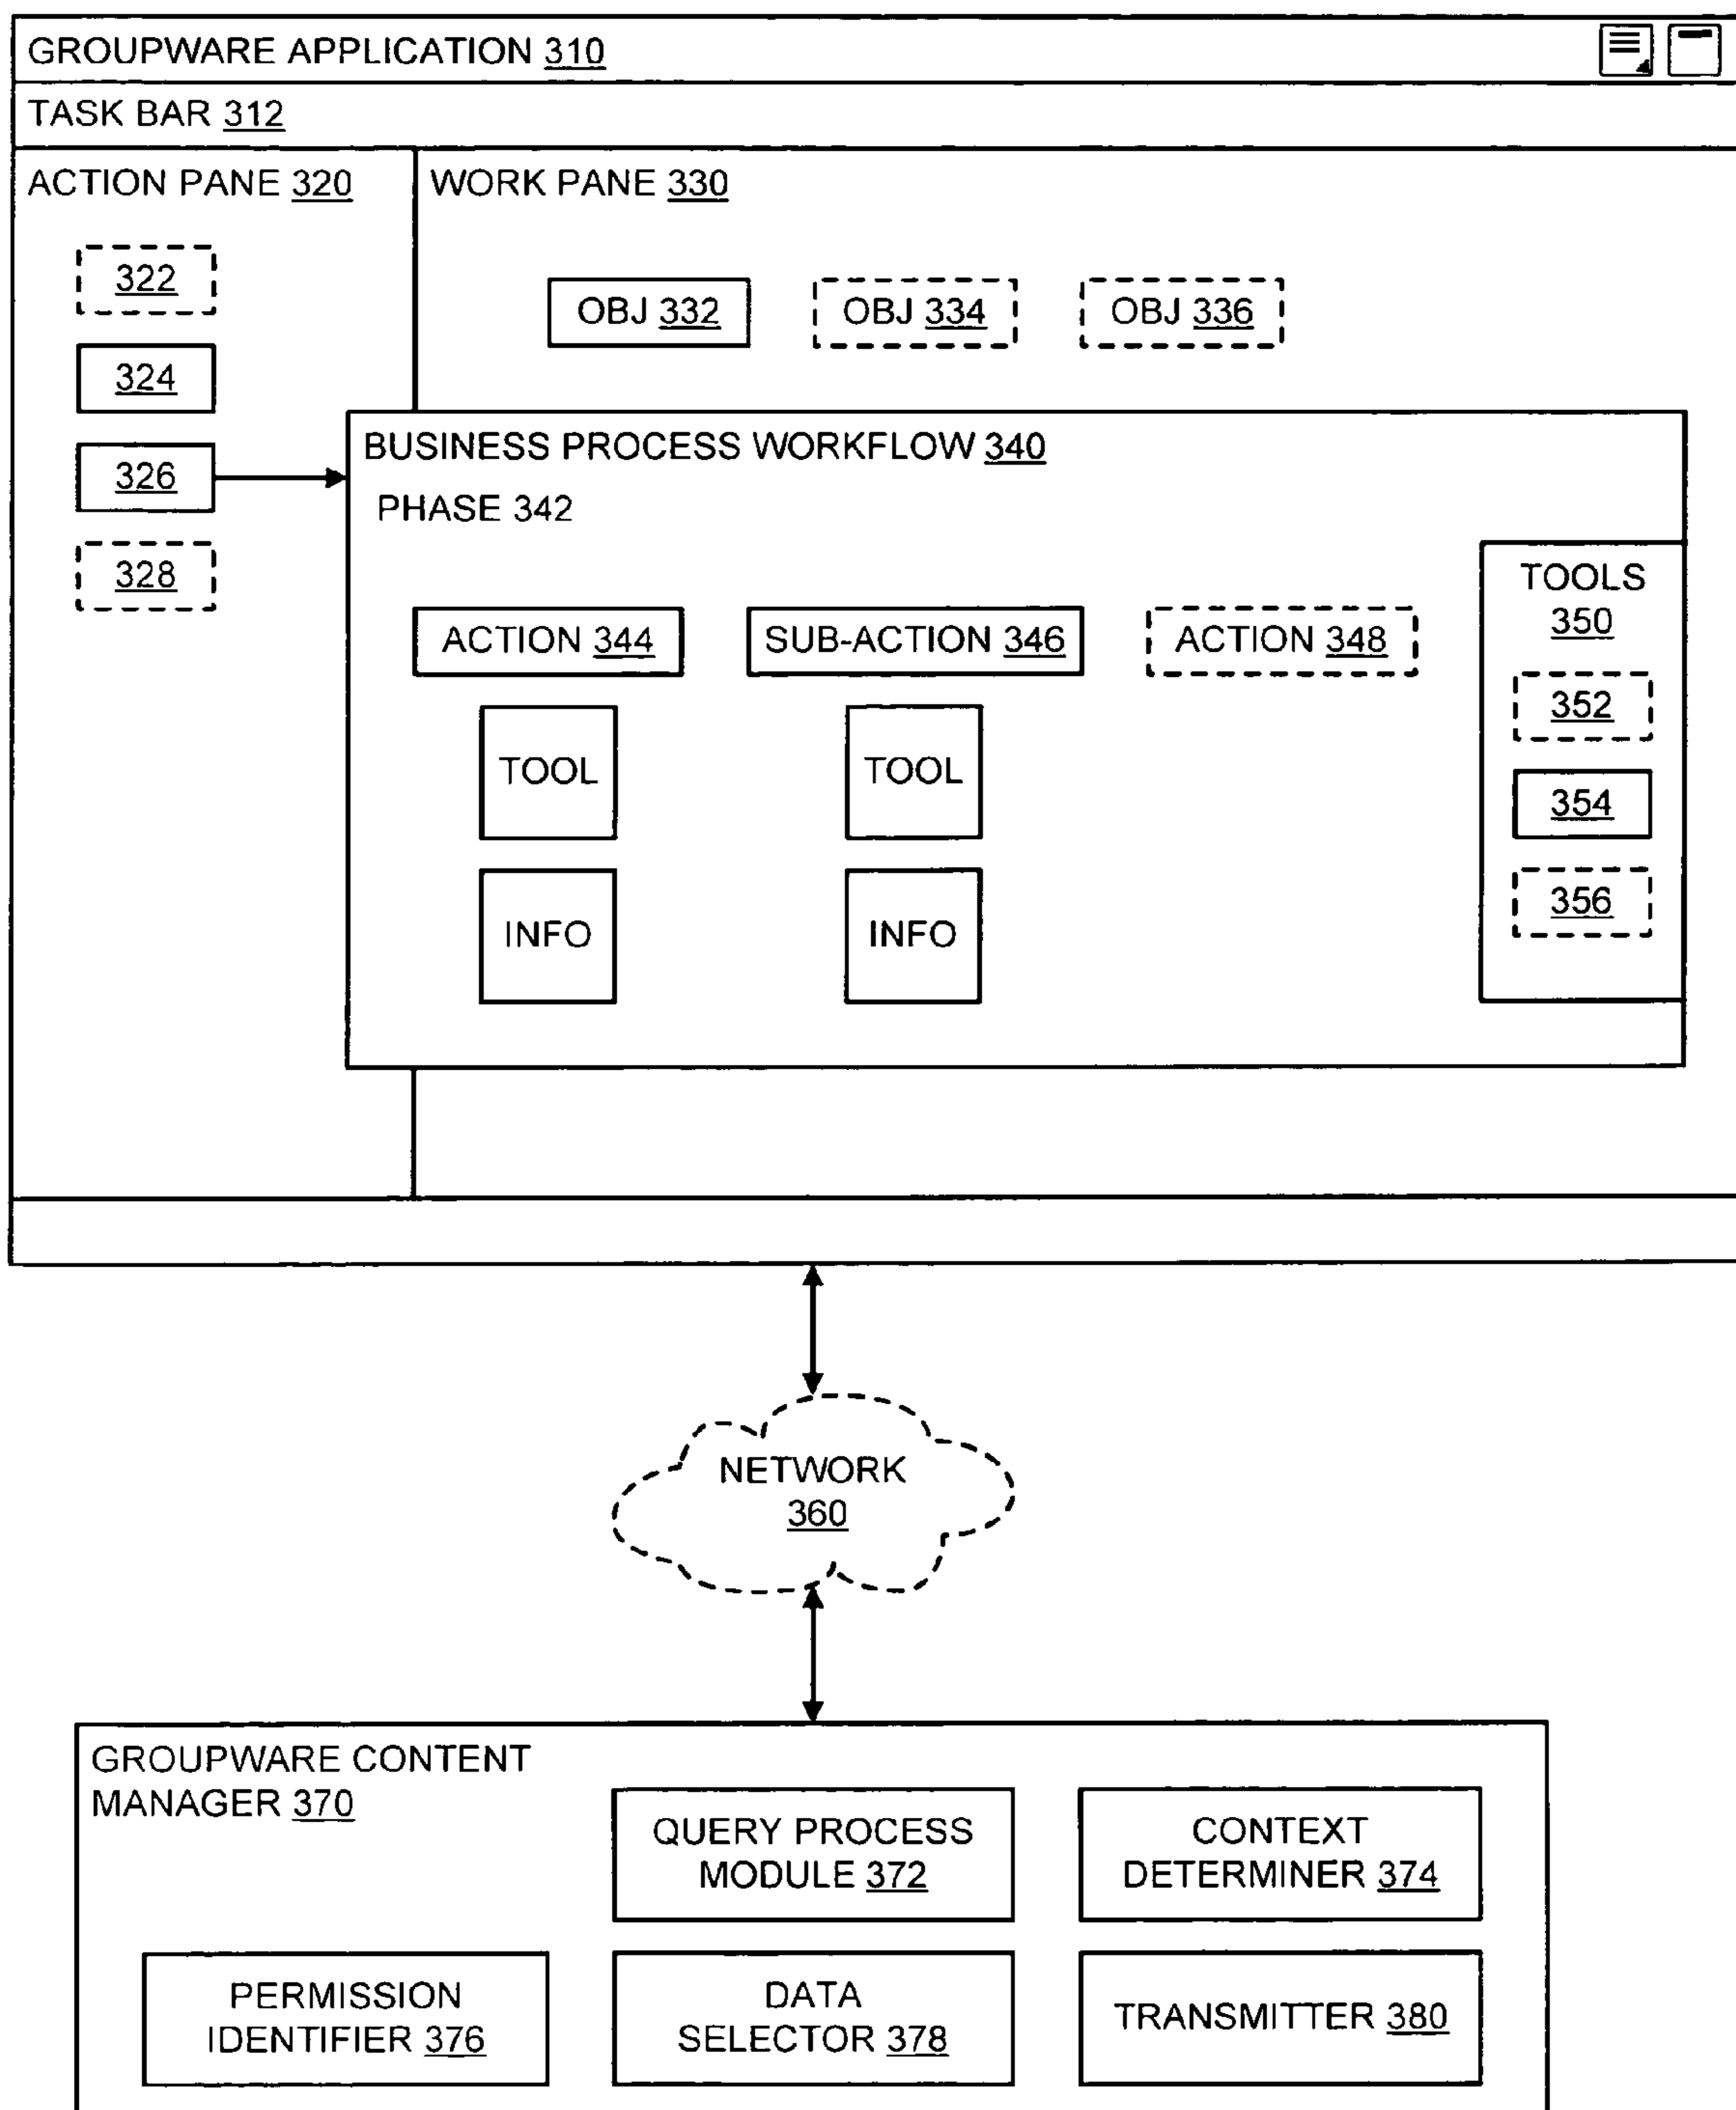 GROUPWARE APPLICATION 310
TASK BAR 312
ACTION PANE 320
322
324
326
328
WORK PANE 330
OBJ 332
OBJ 334
OBJ 336
BUSINESS PROCESS WORKFLOW 340
PHASE 342
ACTION 344
TOOL
INFO
SUB-ACTION 346
TOOL
INFO
ACTION 348
TOOLS
350
352
354
356
NETWORK
360
GROUPWARE CONTENT
MANAGER 370
QUERY PROCESS
MODULE 372
CONTEXT
DETERMINER 374
PERMISSION
IDENTIFIER 376
DATA
SELECTOR 378
TRANSMITTER 380